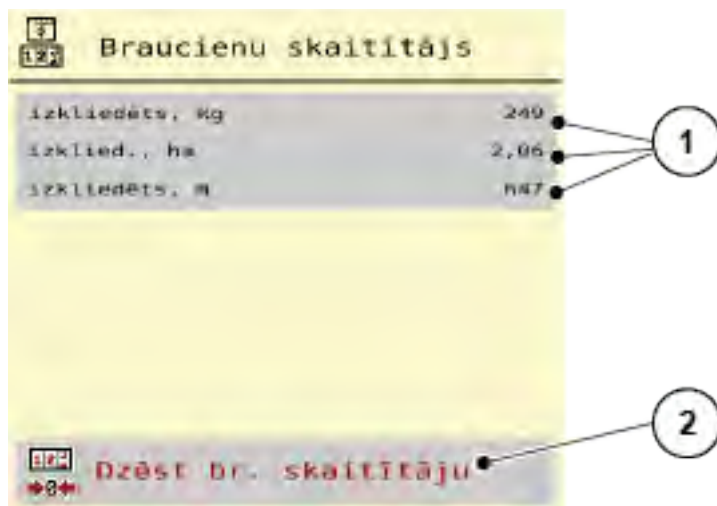 Braucienu skaitītājs
izkliedēts, kg 249
izklied., ha 2,06
izkliedēts, m
1
Dzēst br. skaitītāju
2